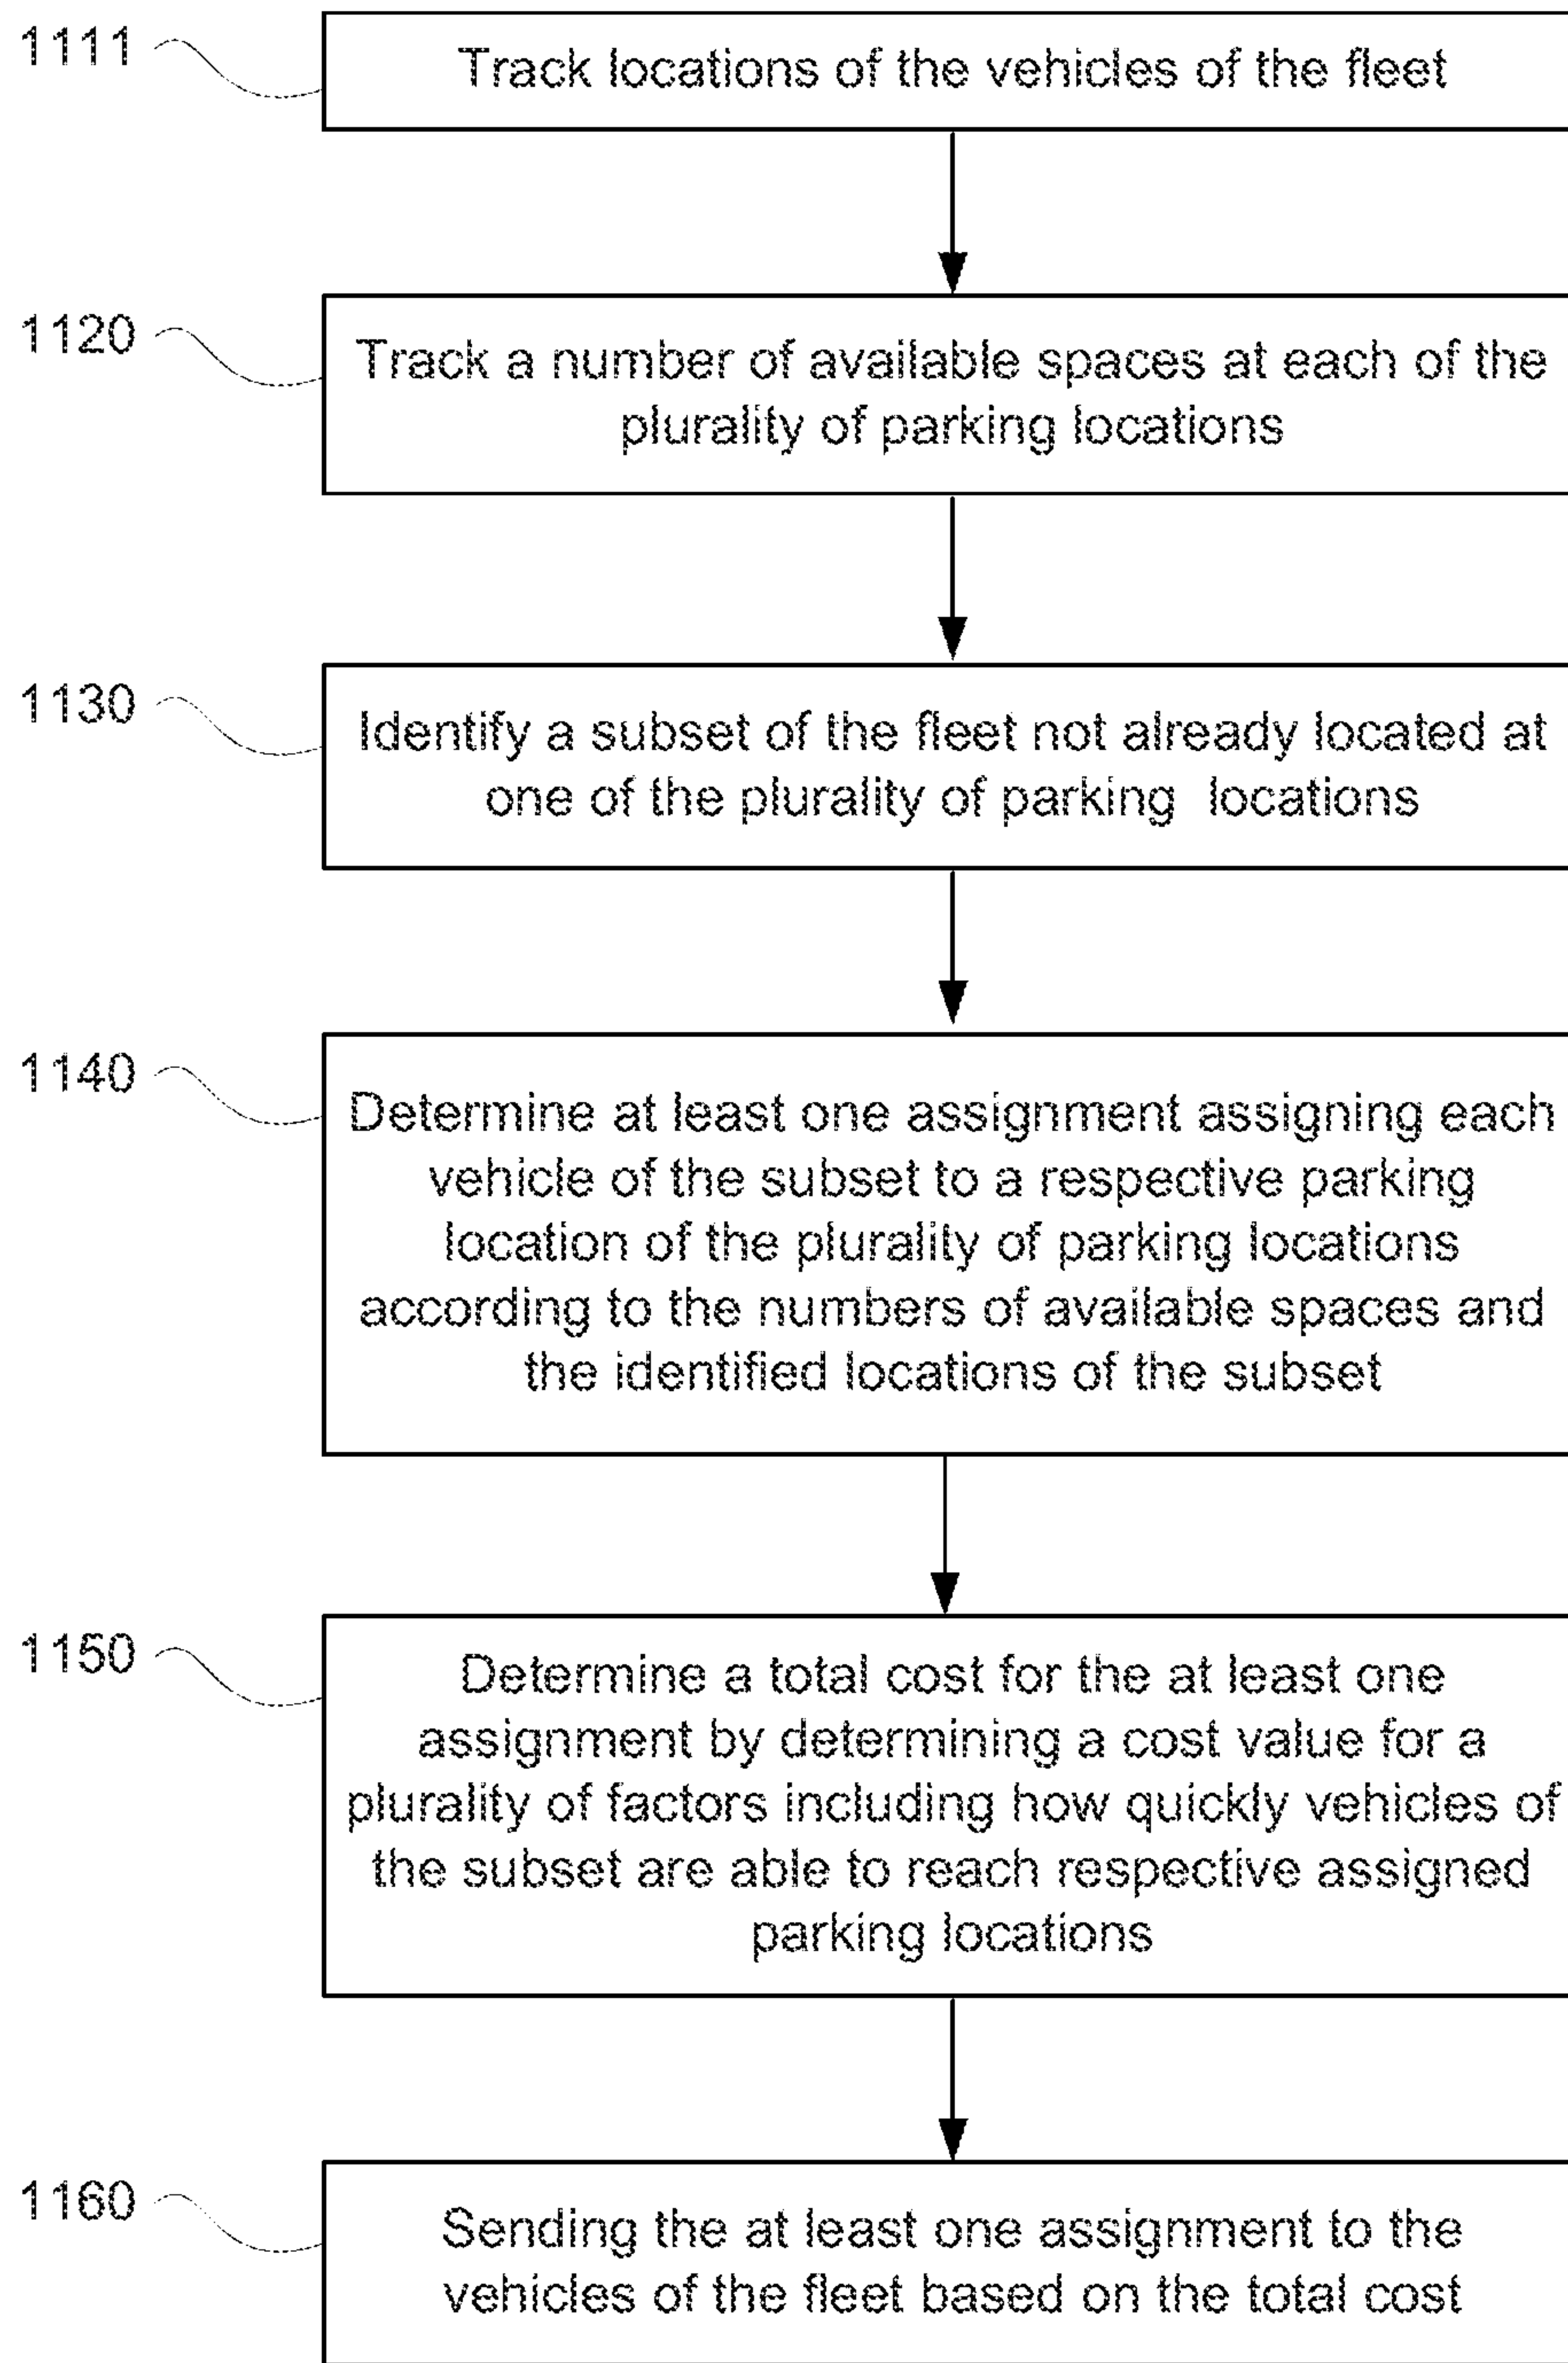 1111
Track locations of the vehicles of the fleet
1120
Track a number of available spaces at each of the
plurality of parking locations
1130
Identify a subset of the fleet not already located at
one of the plurality of parking locations
1140
Determine at least one assignment assigning each
vehicle of the subset to a respective parking
location of the plurality of parking locations
according to the numbers of available spaces and
the identified locations of the subset
1150
Determine a total cost for the at least one
assignment by determining a cost value for a
plurality of factors including how quickly vehicles of
the subset are able to reach respective assigned
parking locations
1160
Sending the at least one assignment to the
vehicles of the fleet based on the total cost